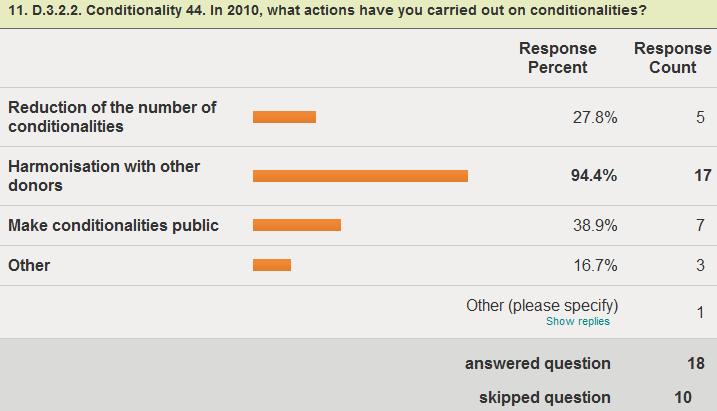 11. D.3.2.2. Conditionality 44. In 2010, what actions have you carried out on conditionalities?
Response Percent
Response Count
Reduction of the number of conditionalities
27.8%
5
Harmonisation with other donors
94.4%
17
Make conditionalities public
38.9%
7
Other
16.7%
3
Other (please specify)
Show replies
1
answered question
18
skipped question
10